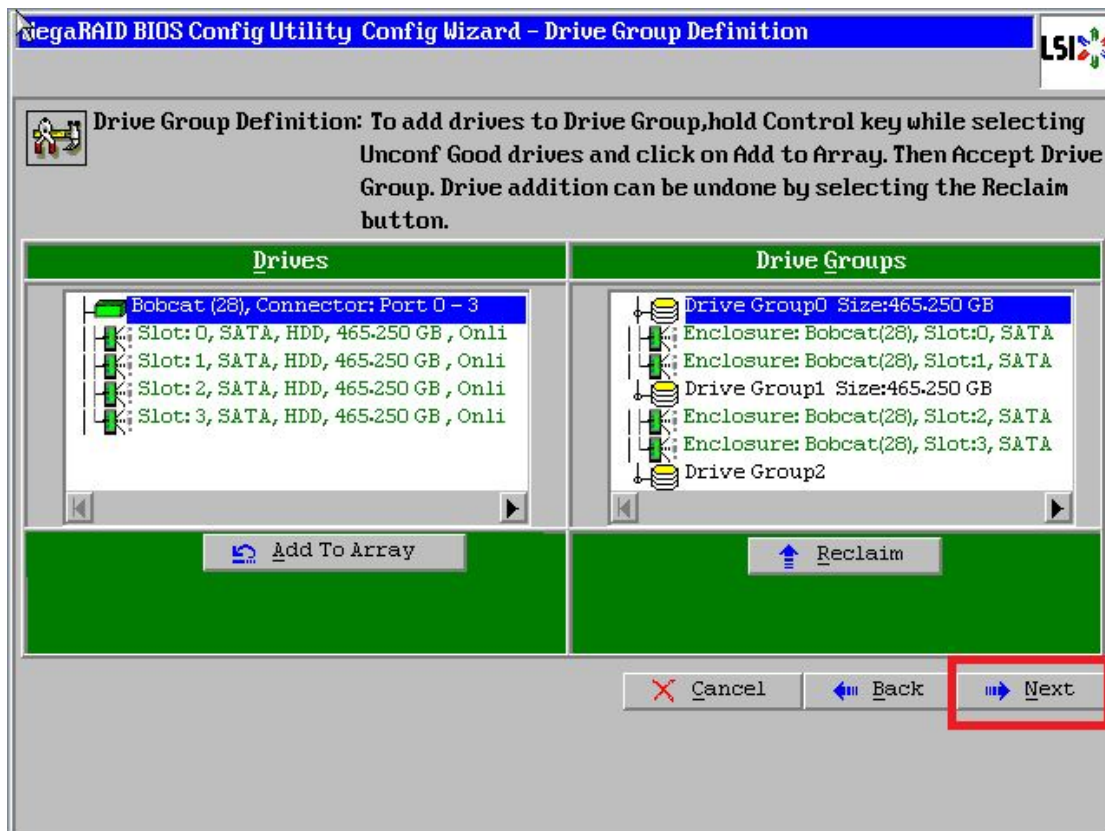 MegaRAID BIOS Config Utility Config Wizard - Drive Group Definition
LSI
Drive Group Definition: To add drives to Drive Group,hold Control key while selecting
Unconf Good drives and click on Add to Array. Then Accept Drive
Group. Drive addition can be undone by selecting the Reclaim
button.
Drives
Bobcat (28), Connector: Port 0 - 3
Slot: 0, SATA, HDD, 465.250 GB , Onli
Slot: 1, SATA, HDD, 465.250 GB , Onli
Slot: 2, SATA, HDD, 465.250 GB , Onli
Slot: 3, SATA, HDD, 465.250 GB , Onli
Add To Array
Drive Groups
Drive Group0 Size:465.250 GB
Enclosure: Bobcat(28), Slot:0, SATA
Enclosure: Bobcat(28), Slot:1, SATA
Drive Group1 Size:465.250 GB
Enclosure: Bobcat(28), Slot:2, SATA
Enclosure: Bobcat(28), Slot:3, SATA
Drive Group2
Reclaim
Cancel
Back
Next